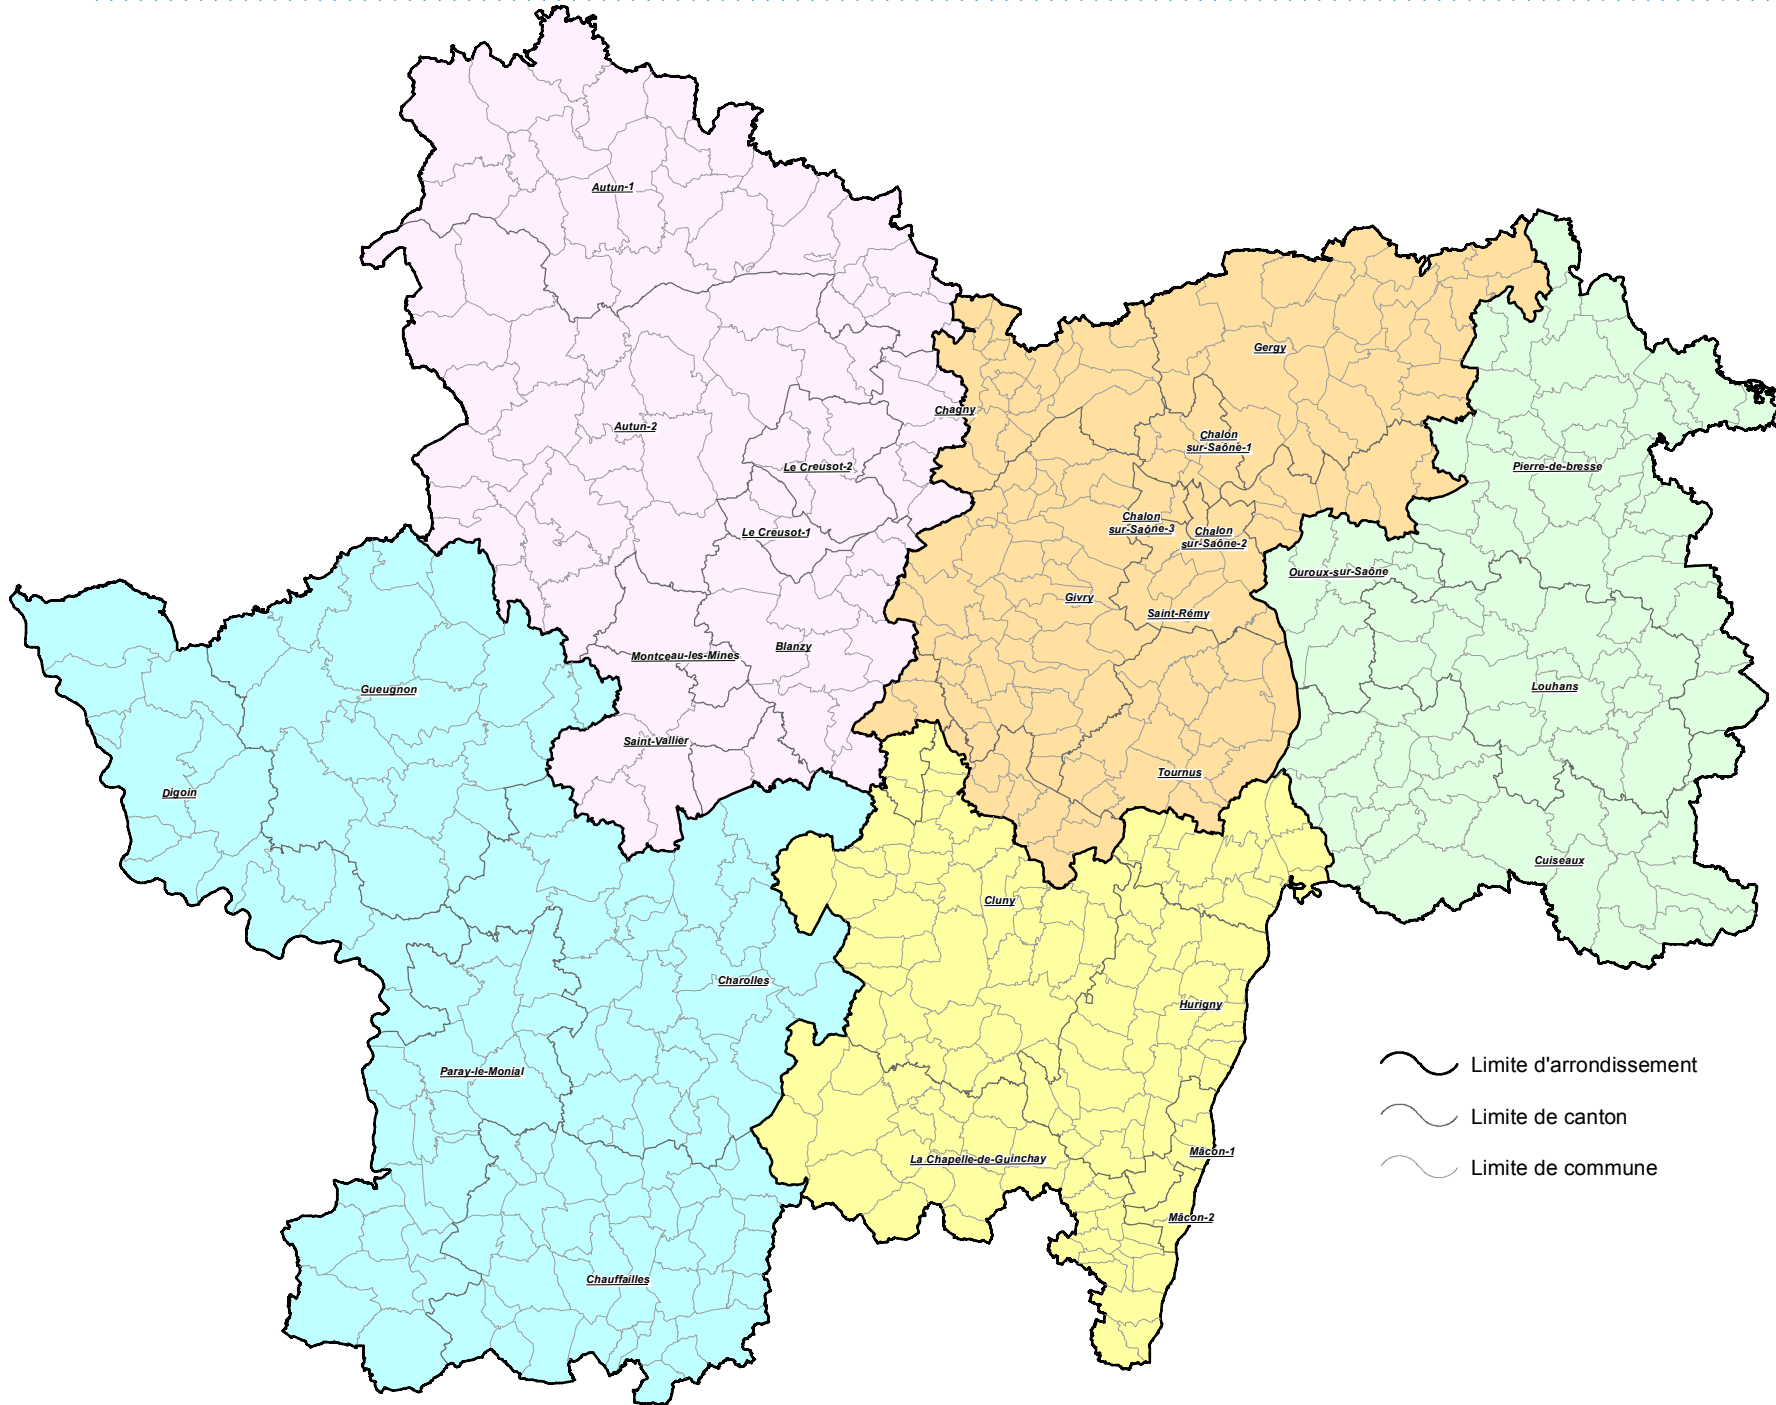 Autun-1
Gergy
Chagny
Autun-2
Chalon
sur-Saône-1
Le Creusot-2
Pierre-de-bresse
Chalon
sur-Saône-3
Le Creusot-1
Chalon
sur-Saône-2
Ouroux-sur-Saône
Givry
Saint-Rémy
Blanzy
Montceau-les-Mines
Gueugnon
Louhans
Saint-Vallier
Tournus
Digoin
Cuiseaux
Cluny
Charolles
Hurigny
Limite d'arrondissement
Paray-le-Monial
Limite de canton
Mâcon-1
La Chapelle-de-Guinchay
Limite de commune
Mâcon-2
Chauffailles